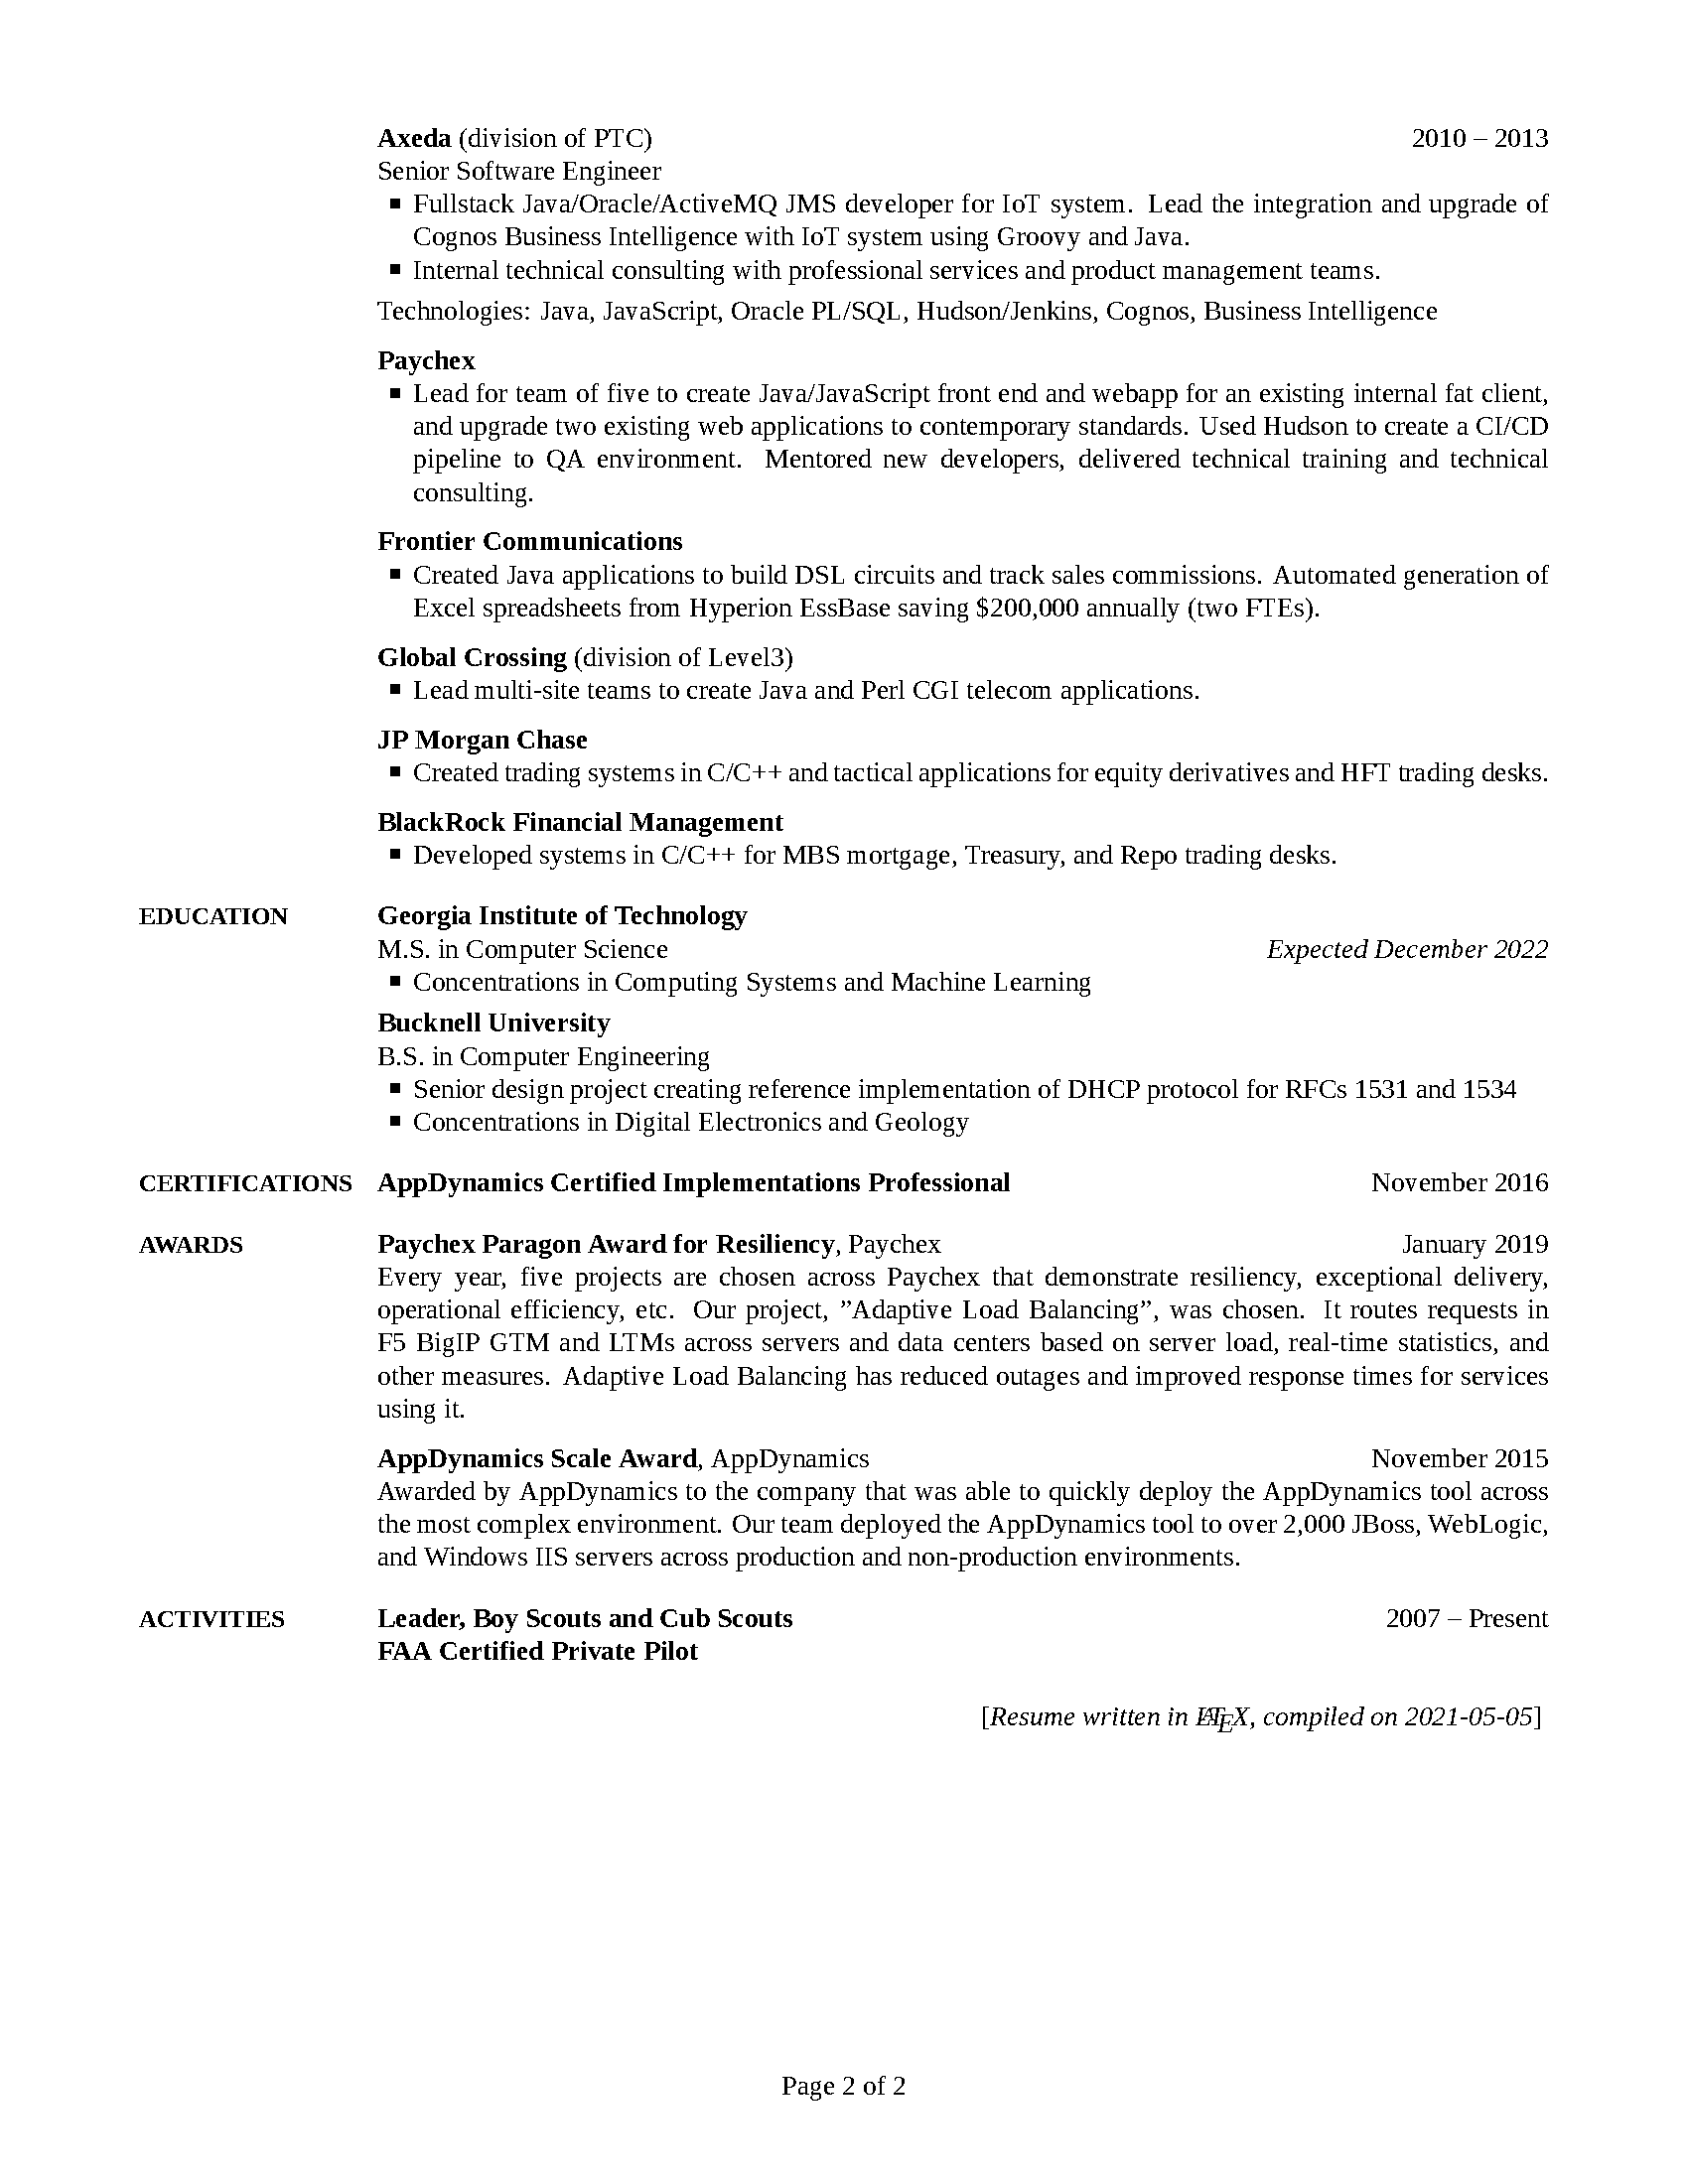 Axeda (division of PTC) 2010 – 2013
Senior Software Engineer
▪ Fullstack Java/Oracle/ActiveMQ JMS developer for IoT system. Lead the integration and upgrade of
Cognos Business Intelligence with IoT system using Groovy and Java.
▪ Internal technical consulting with professional services and product management teams.
Technologies: Java, JavaScript, Oracle PL/SQL, Hudson/Jenkins, Cognos, Business Intelligence
Paychex
▪ Lead for team of five to create Java/JavaScript front end and webapp for an existing internal fat client,
and upgrade two existing web applications to contemporary standards. Used Hudson to create a CI/CD
pipeline to QA environment. Mentored new developers, delivered technical training and technical
consulting.
Frontier Communications
▪ Created Java applications to build DSL circuits and track sales commissions. Automated generation of
Excel spreadsheets from Hyperion EssBase saving $200,000 annually (two FTEs).
Global Crossing (division of Level3)
▪ Lead multi-site teams to create Java and Perl CGI telecom applications.
JP Morgan Chase
▪ Created trading systems in C/C++ and tactical applications for equity derivatives and HFT trading desks.
BlackRock Financial Management
▪ Developed systems in C/C++ for MBS mortgage, Treasury, and Repo trading desks.
EDUCATION Georgia Institute of Technology
M.S. in Computer Science Expected December 2022
▪ Concentrations in Computing Systems and Machine Learning
Bucknell University
B.S. in Computer Engineering
▪ Senior design project creating reference implementation of DHCP protocol for RFCs 1531 and 1534
▪ Concentrations in Digital Electronics and Geology
CERTIFICATIONS AppDynamics Certified Implementations Professional November 2016
AWARDS Paychex Paragon Award for Resiliency, Paychex January 2019
Every year, five projects are chosen across Paychex that demonstrate resiliency, exceptional delivery,
operational efficiency, etc. Our project, ”Adaptive Load Balancing”, was chosen. It routes requests in
F5 BigIP GTM and LTMs across servers and data centers based on server load, real-time statistics, and
other measures. Adaptive Load Balancing has reduced outages and improved response times for services
using it.
AppDynamics Scale Award, AppDynamics November 2015
Awarded by AppDynamics to the company that was able to quickly deploy the AppDynamics tool across
the most complex environment. Our team deployed the AppDynamics tool to over 2,000 JBoss, WebLogic,
and Windows IIS servers across production and non-production environments.
ACTIVITIES Leader, Boy Scouts and Cub Scouts 2007 – Present
FAA Certified Private Pilot
[Resume written in LATEX, compiled on 2021-05-05]
Page 2 of 2